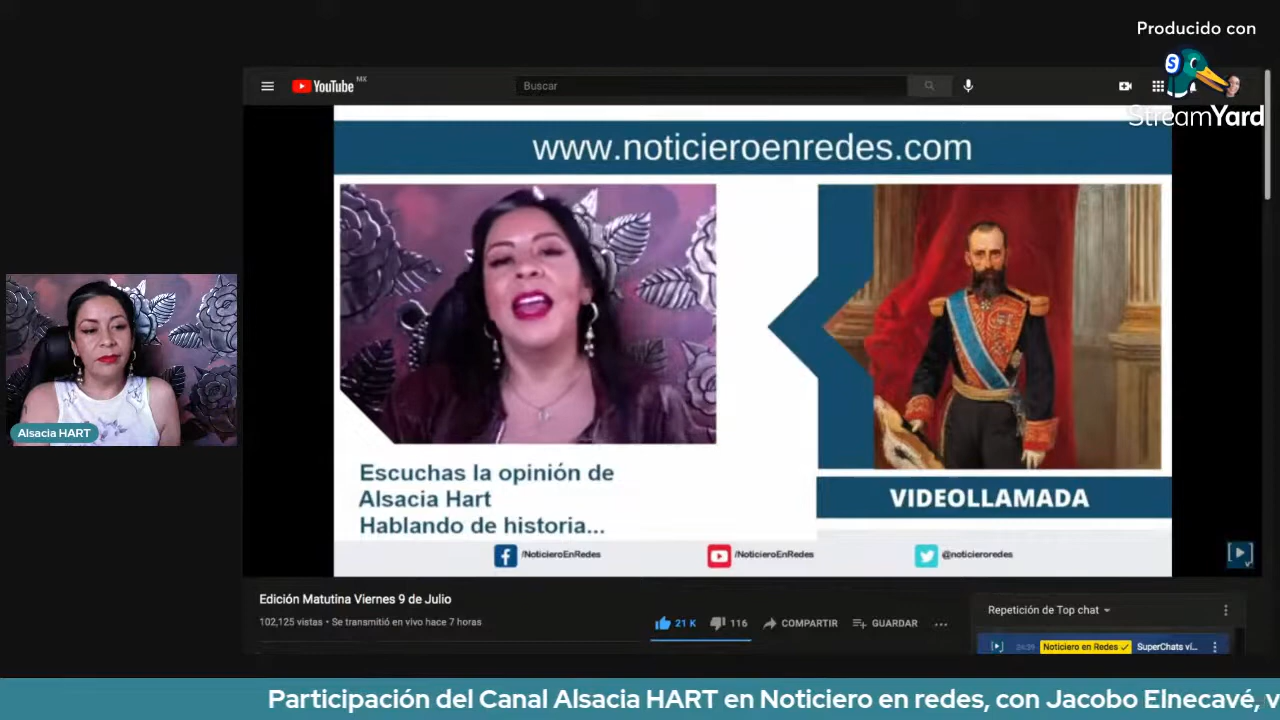 Producido con
StreamYard
YouTube MX
Buscar
www.noticieroenredes.com
Escuchas la opinión de
Alsacia Hart
Hablando de historia...
VIDEOLLAMADA
/NoticieroEnRedes
/NoticieroEnRedes
@noticieroredes
Alsacia HART
Edición Matutina Viernes 9 de Julio
102,125 vistas • Se transmitió en vivo hace 7 horas
21 K
116
COMPARTIR
GUARDAR
Repetición de Top chat
Noticiero en Redes
SuperChats ví...
Participación del Canal Alsacia HART en Noticiero en redes, con Jacobo Elnecavé, v